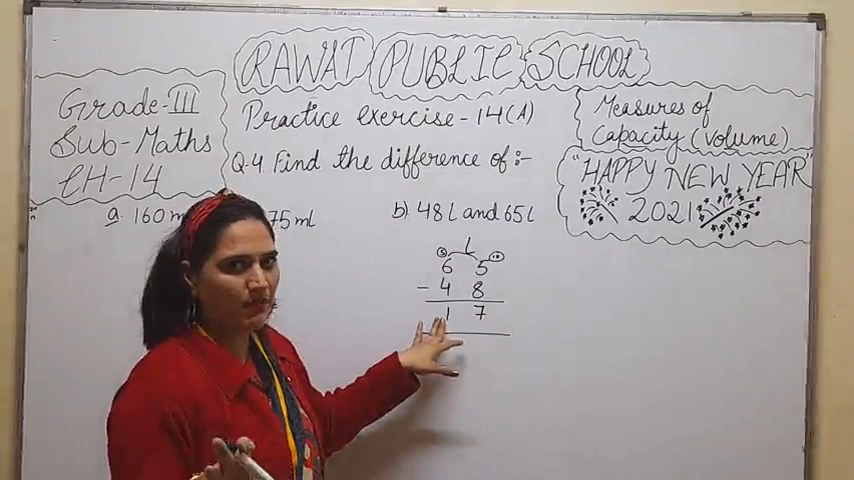 RAWAT PUBLIC SCHOOL
Grade-III
Sub-Maths
CH-14
Practice exercise-14(A)
Q.4 Find the difference of :-
Measures of
capacity (volume)
"HAPPY NEW YEAR"
2021
a. 160 m 75 ml
b). 48 l and 65 l
l
6 5
- 4 8
1 7